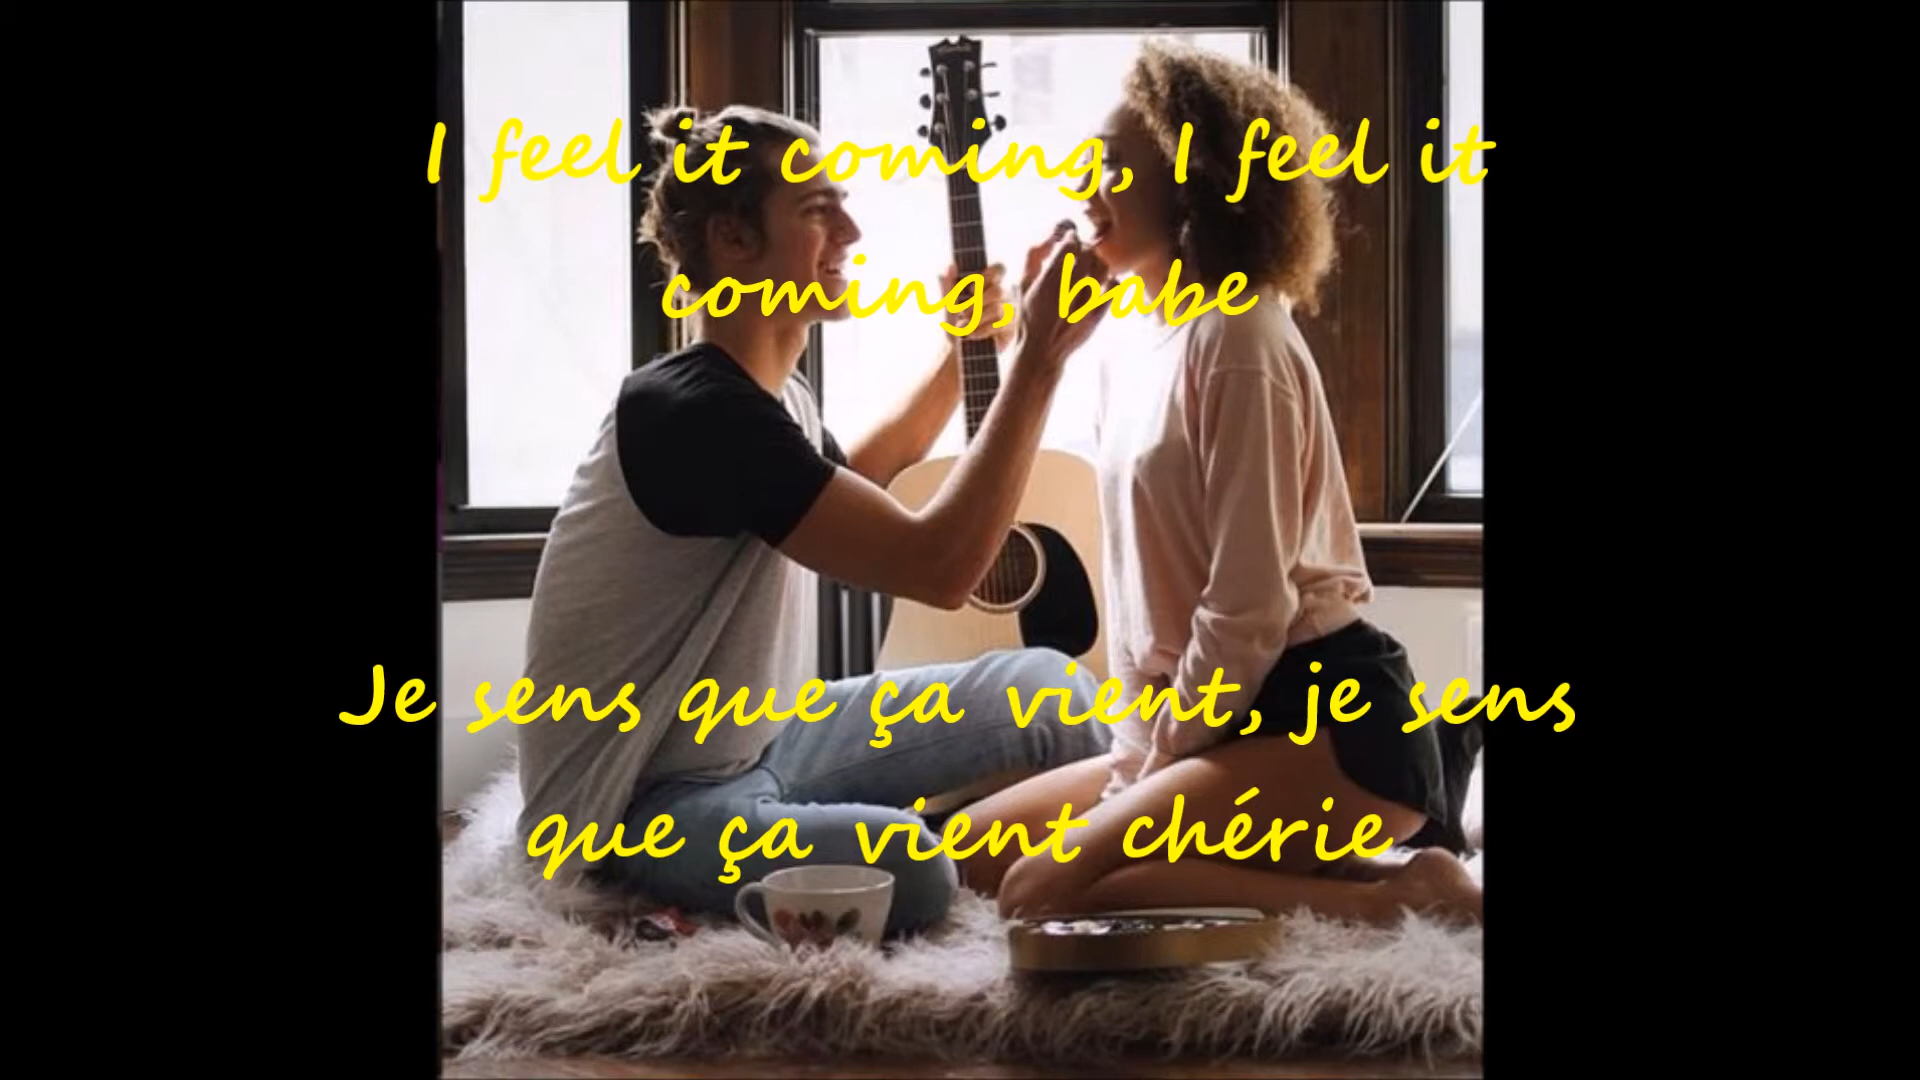 I feel it coming, I feel it
coming, babe
Je sens que ça vient, je sens
que ça vient chérie